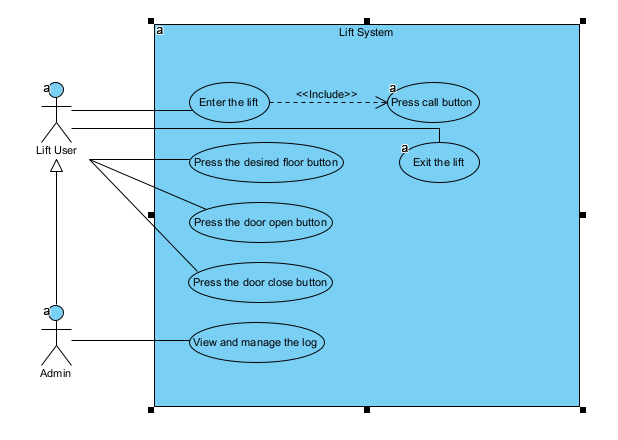 a
Lift System
a
Enter the lift
<<Include>>
a
Press call button
Lift User
a
Exit the lift
Press the desired floor button
Press the door open button
Press the door close button
a
View and manage the log
Admin